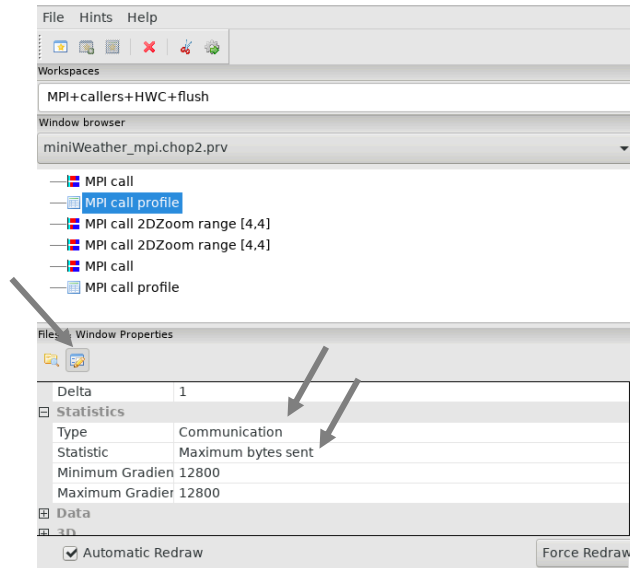 File Hints Help
Workspaces
MPI+callers+HWC+flush
Window browser
miniWeather_mpi.chop2.prv
MPI call
MPI call profile
MPI call 2DZoom range [4,4]
MPI call 2DZoom range [4,4]
MPI call
MPI call profile
Files & Window Properties
Delta 1
Statistics
Type Communication
Statistic Maximum bytes sent
Minimum Gradien 12800
Maximum Gradier 12800
Data
3D
Automatic Redraw Force Redraw